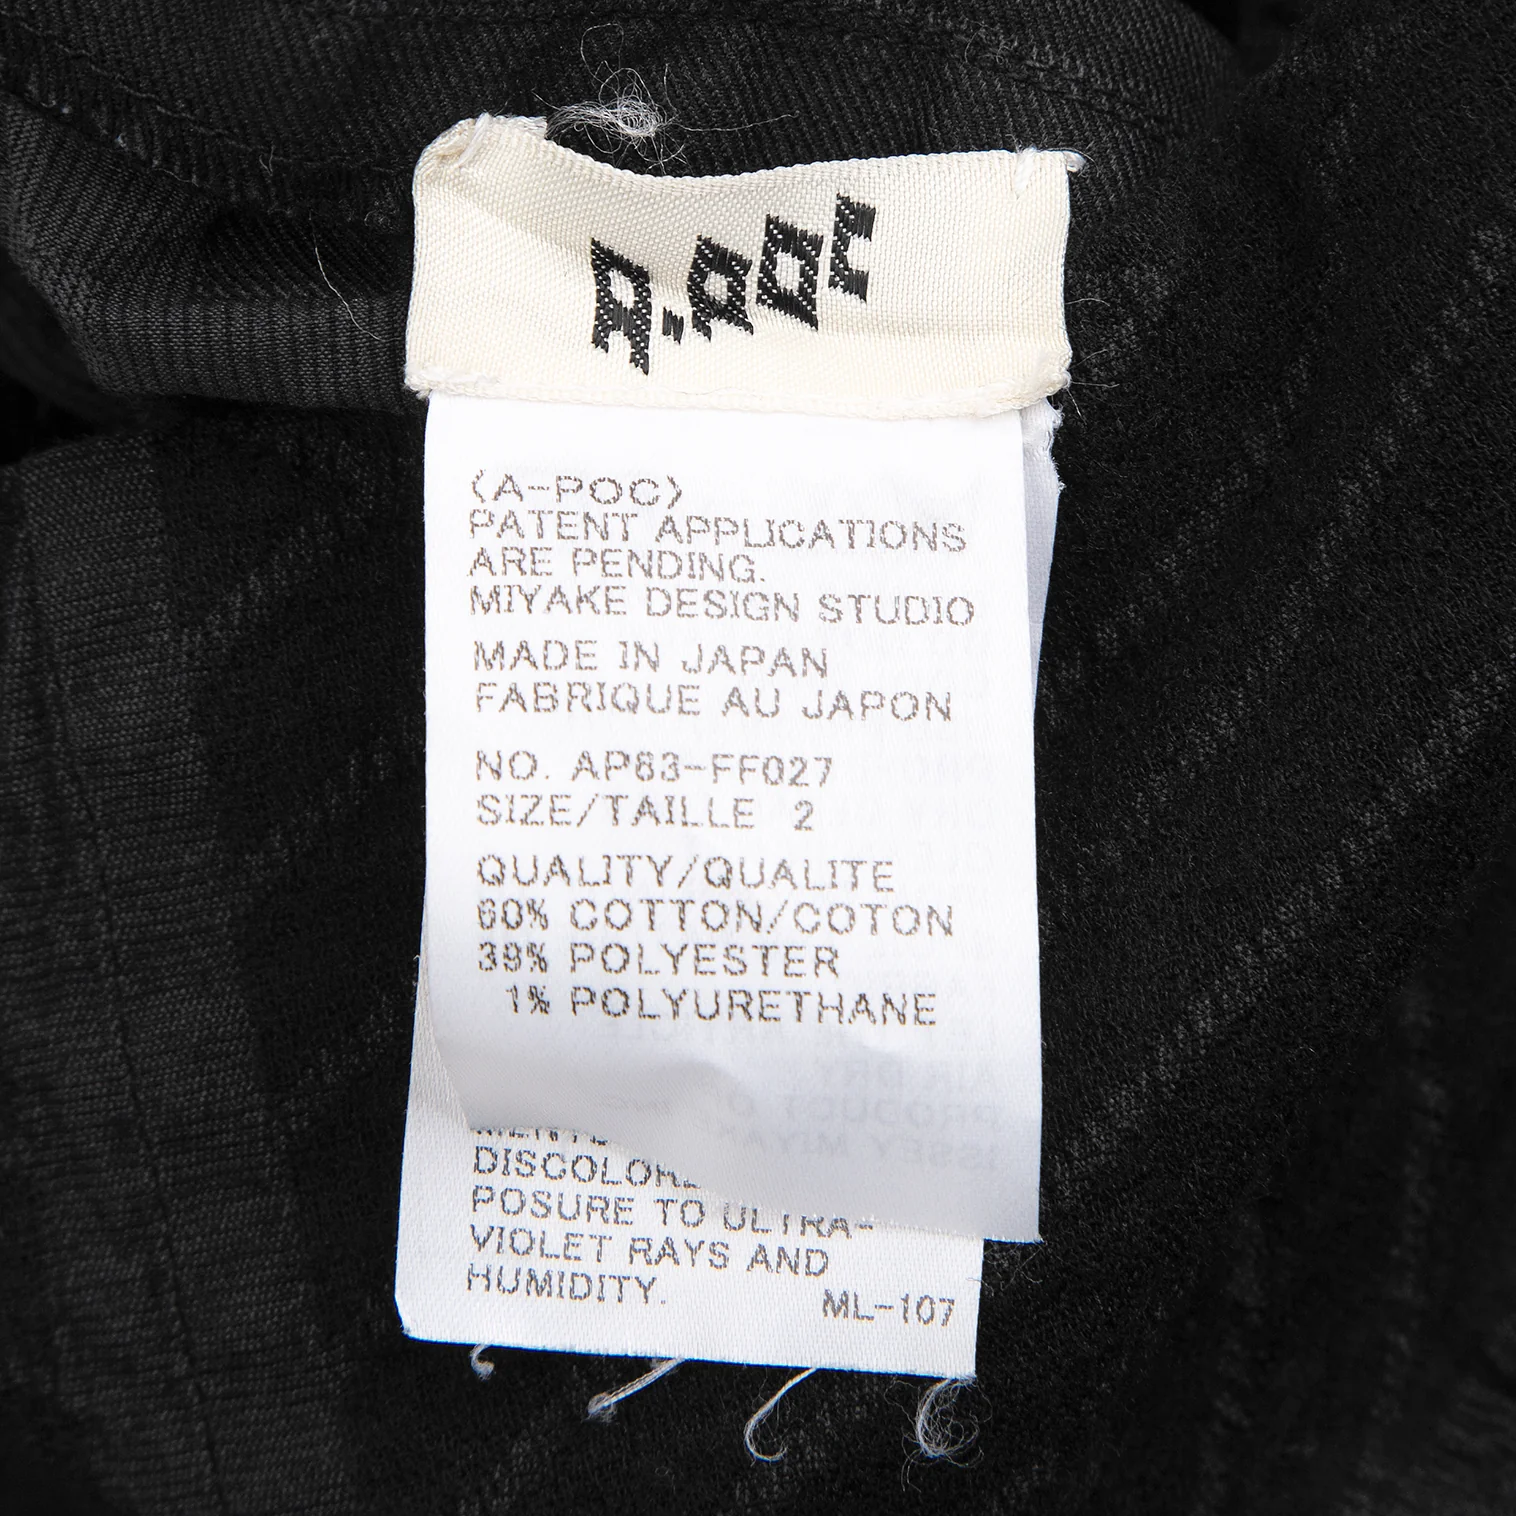 A-POC
(A-POC)
PATENT APPLICATIONS
ARE PENDING.
MIYAKE DESIGN STUDIO
MADE IN JAPAN
FABRIQUE AU JAPON
NO. AP63-FF027
SIZE/TAILLE 2
QUALITY/QUALITE
60% COTTON/COTON
39% POLYESTER
1% POLYURETHANE
POSURE TO ULTRA-
VIOLET RAYS AND
HUMIDITY.
ML-107